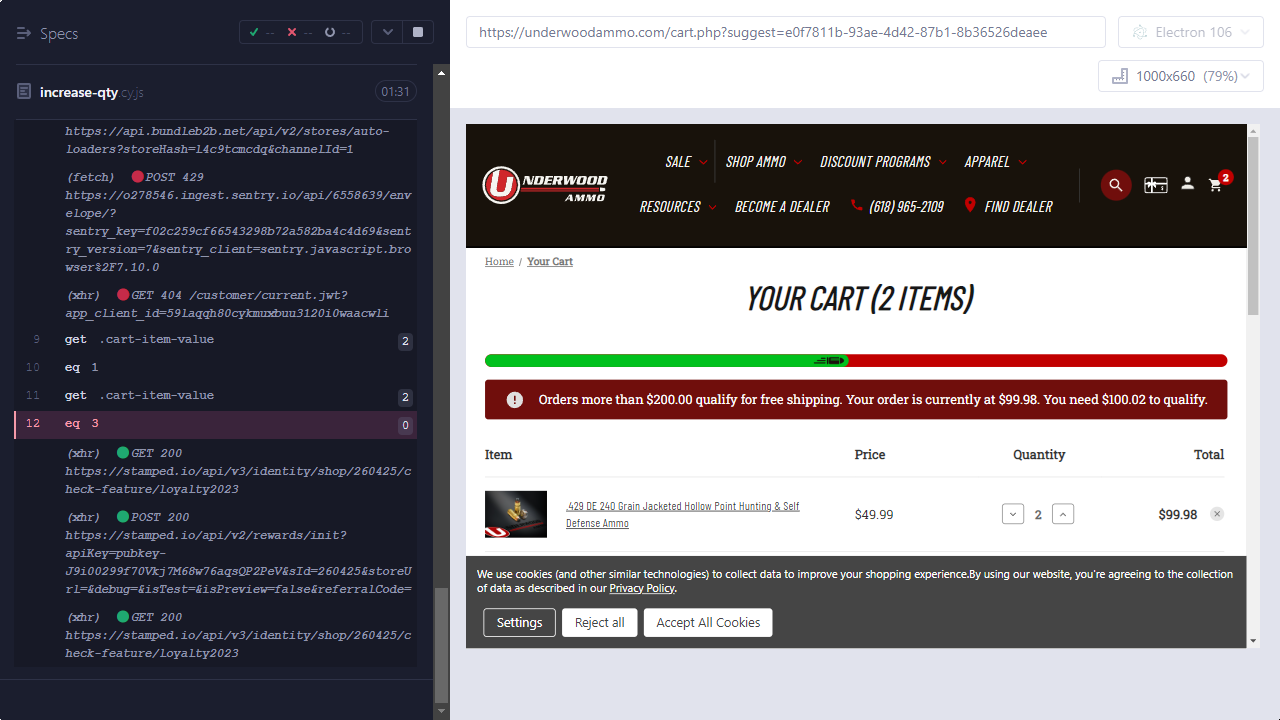 Specs
--
--
--
increase-qty.cy.js
01:31
https://api.bundleb2b.net/api/v2/stores/auto-
loaders?storeHash=l4c9tcmcdq&channelId=1
(fetch) POST 429
https://o278546.ingest.sentry.io/api/6558639/env
elope/?
sentry_key=f02c259cf66543298b72a582ba4c4d69&sent
ry_version=7&sentry_client=sentry.javascript.bro
wser%2F7.10.0
(xhr) GET 404 /customer/current.jwt?
app_client_id=59laqqh80cykmuxbuu3120i0waacwli
9 get .cart-item-value 2
10 eq 1
11 get .cart-item-value 2
12 eq 3 0
(xhr) GET 200
https://stamped.io/api/v3/identity/shop/260425/c
heck-feature/loyalty2023
(xhr) POST 200
https://stamped.io/api/v2/rewards/init?
apiKey=pubkey-
J9i00299f70Vkj7M68w76aqsQP2PeV&sId=260425&storeU
rl=&debug=&isTest=&isPreview=false&referralCode=
(xhr) GET 200
https://stamped.io/api/v3/identity/shop/260425/c
heck-feature/loyalty2023
https://underwoodammo.com/cart.php?suggest=e0f7811b-93ae-4d42-87b1-8b36526deaee
Electron 106
1000x660 (79%)
UNDERWOOD
AMMO
SALE SHOP AMMO DISCOUNT PROGRAMS APPAREL
RESOURCES BECOME A DEALER (618) 965-2109 FIND DEALER
2
Home / Your Cart
YOUR CART (2 ITEMS)
Orders more than $200.00 qualify for free shipping. Your order is currently at $99.98. You need $100.02 to qualify.
Item Price Quantity Total
.429 DE 240 Grain Jacketed Hollow Point Hunting & Self
Defense Ammo
$49.99 2 $99.98
We use cookies (and other similar technologies) to collect data to improve your shopping experience.By using our website, you're agreeing to the collection
of data as described in our Privacy Policy.
Settings Reject all Accept All Cookies